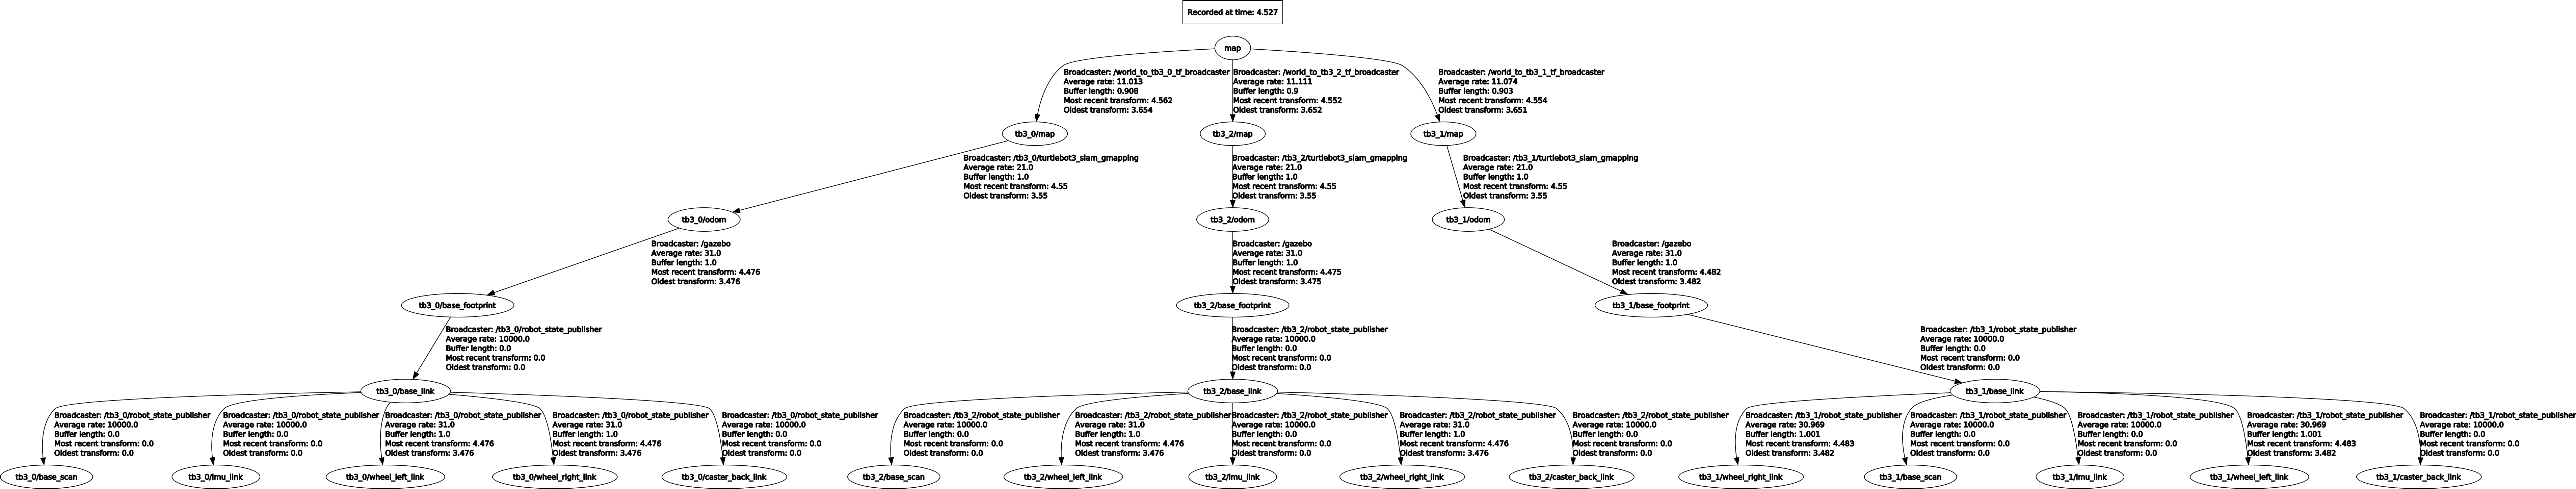 Recorded at time: 4.527
map
Broadcaster: /world_to_tb3_0_tf_broadcaster
Average rate: 11.013
Buffer length: 0.908
Most recent transform: 4.562
Oldest transform: 3.654
Broadcaster: /world_to_tb3_2_tf_broadcaster
Average rate: 11.111
Buffer length: 0.9
Most recent transform: 4.552
Oldest transform: 3.652
Broadcaster: /world_to_tb3_1_tf_broadcaster
Average rate: 11.074
Buffer length: 0.903
Most recent transform: 4.554
Oldest transform: 3.651
tb3_0/map
tb3_2/map
tb3_1/map
Broadcaster: /tb3_0/turtlebot3_slam_gmapping
Average rate: 21.0
Buffer length: 1.0
Most recent transform: 4.55
Oldest transform: 3.55
Broadcaster: /tb3_2/turtlebot3_slam_gmapping
Average rate: 21.0
Buffer length: 1.0
Most recent transform: 4.55
Oldest transform: 3.55
Broadcaster: /tb3_1/turtlebot3_slam_gmapping
Average rate: 21.0
Buffer length: 1.0
Most recent transform: 4.55
Oldest transform: 3.55
tb3_0/odom
tb3_2/odom
tb3_1/odom
Broadcaster: /gazebo
Average rate: 31.0
Buffer length: 1.0
Most recent transform: 4.476
Oldest transform: 3.476
Broadcaster: /gazebo
Average rate: 31.0
Buffer length: 1.0
Most recent transform: 4.475
Oldest transform: 3.475
Broadcaster: /gazebo
Average rate: 31.0
Buffer length: 1.0
Most recent transform: 4.482
Oldest transform: 3.482
tb3_0/base_footprint
tb3_2/base_footprint
tb3_1/base_footprint
Broadcaster: /tb3_0/robot_state_publisher
Average rate: 10000.0
Buffer length: 0.0
Most recent transform: 0.0
Oldest transform: 0.0
Broadcaster: /tb3_2/robot_state_publisher
Average rate: 10000.0
Buffer length: 0.0
Most recent transform: 0.0
Oldest transform: 0.0
Broadcaster: /tb3_1/robot_state_publisher
Average rate: 10000.0
Buffer length: 0.0
Most recent transform: 0.0
Oldest transform: 0.0
tb3_0/base_link
tb3_2/base_link
tb3_1/base_link
Broadcaster: /tb3_0/robot_state_publisher
Average rate: 10000.0
Buffer length: 0.0
Most recent transform: 0.0
Oldest transform: 0.0
Broadcaster: /tb3_0/robot_state_publisher
Average rate: 10000.0
Buffer length: 0.0
Most recent transform: 0.0
Oldest transform: 0.0
Broadcaster: /tb3_0/robot_state_publisher
Average rate: 31.0
Buffer length: 1.0
Most recent transform: 4.476
Oldest transform: 3.476
Broadcaster: /tb3_0/robot_state_publisher
Average rate: 31.0
Buffer length: 1.0
Most recent transform: 4.476
Oldest transform: 3.476
Broadcaster: /tb3_0/robot_state_publisher
Average rate: 10000.0
Buffer length: 0.0
Most recent transform: 0.0
Oldest transform: 0.0
Broadcaster: /tb3_2/robot_state_publisher
Average rate: 10000.0
Buffer length: 0.0
Most recent transform: 0.0
Oldest transform: 0.0
Broadcaster: /tb3_2/robot_state_publisher
Average rate: 31.0
Buffer length: 1.0
Most recent transform: 4.476
Oldest transform: 3.476
Broadcaster: /tb3_2/robot_state_publisher
Average rate: 10000.0
Buffer length: 0.0
Most recent transform: 0.0
Oldest transform: 0.0
Broadcaster: /tb3_2/robot_state_publisher
Average rate: 31.0
Buffer length: 1.0
Most recent transform: 4.476
Oldest transform: 3.476
Broadcaster: /tb3_2/robot_state_publisher
Average rate: 10000.0
Buffer length: 0.0
Most recent transform: 0.0
Oldest transform: 0.0
Broadcaster: /tb3_1/robot_state_publisher
Average rate: 30.969
Buffer length: 1.001
Most recent transform: 4.483
Oldest transform: 3.482
Broadcaster: /tb3_1/robot_state_publisher
Average rate: 10000.0
Buffer length: 0.0
Most recent transform: 0.0
Oldest transform: 0.0
Broadcaster: /tb3_1/robot_state_publisher
Average rate: 10000.0
Buffer length: 0.0
Most recent transform: 0.0
Oldest transform: 0.0
Broadcaster: /tb3_1/robot_state_publisher
Average rate: 30.969
Buffer length: 1.001
Most recent transform: 4.483
Oldest transform: 3.482
Broadcaster: /tb3_1/robot_state_publisher
Average rate: 10000.0
Buffer length: 0.0
Most recent transform: 0.0
Oldest transform: 0.0
tb3_0/base_scan
tb3_0/imu_link
tb3_0/wheel_left_link
tb3_0/wheel_right_link
tb3_0/caster_back_link
tb3_2/base_scan
tb3_2/wheel_left_link
tb3_2/imu_link
tb3_2/wheel_right_link
tb3_2/caster_back_link
tb3_1/wheel_right_link
tb3_1/base_scan
tb3_1/imu_link
tb3_1/wheel_left_link
tb3_1/caster_back_link